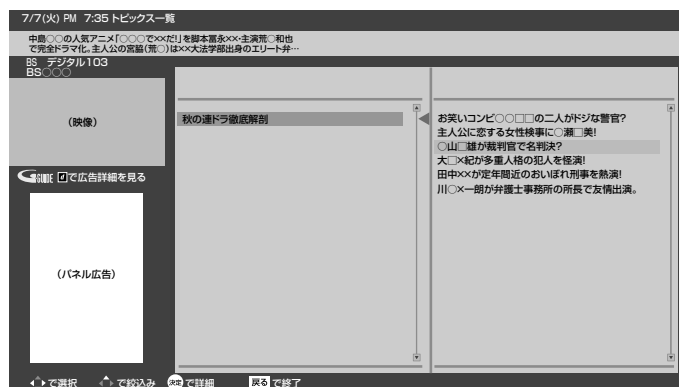 7/7(火) PM 7:35 トピックス一覧
中島○○の人気アニメ「○○○で××だ!」を脚本富永××・主演荒○和也
で完全ドラマ化。主人公の宮脇(荒○)は××大法学部出身のエリート弁…
BS デジタル103
BS○○○
(映像)
GGUIDE dで広告詳細を見る
(パネル広告)
秋の連ドラ徹底解剖
お笑いコンビ○○□□の二人がドジな警官?
主人公に恋する女性検事に○瀬□美!
○山□雄が裁判官で名判決?
大□×紀が多重人格の犯人を怪演!
田中××が定年間近のおいぼれ刑事を熱演!
川○×一朗が弁護士事務所の所長で友情出演。
で選択 で絞込み 決定で詳細 戻るで終了